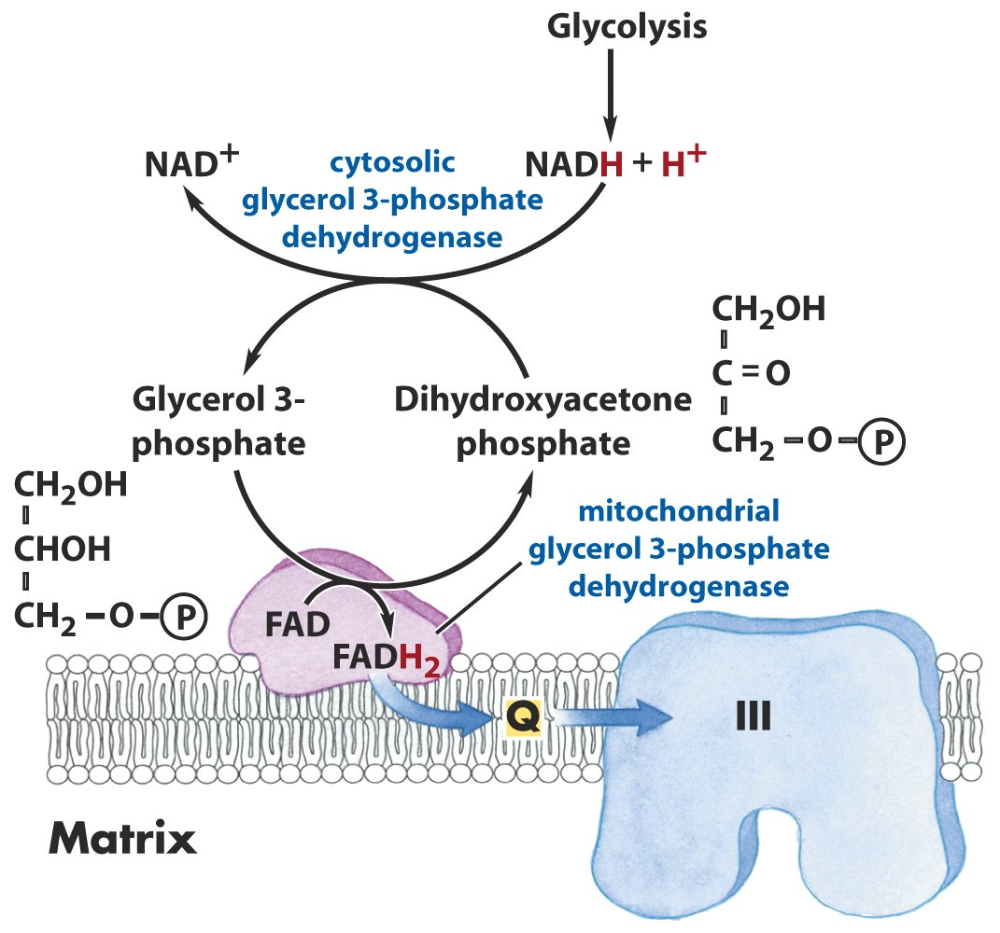 Glycolysis
NAD⁺
cytosolic
glycerol 3-phosphate
dehydrogenase
NADH + H⁺
Glycerol 3-
phosphate
Dihydroxyacetone
phosphate
CH₂OH
C=O
CH₂–O–P
CH₂OH
CHOH
CH₂–O–P
mitochondrial
glycerol 3-phosphate
dehydrogenase
FAD
FADH₂
Q
III
Matrix